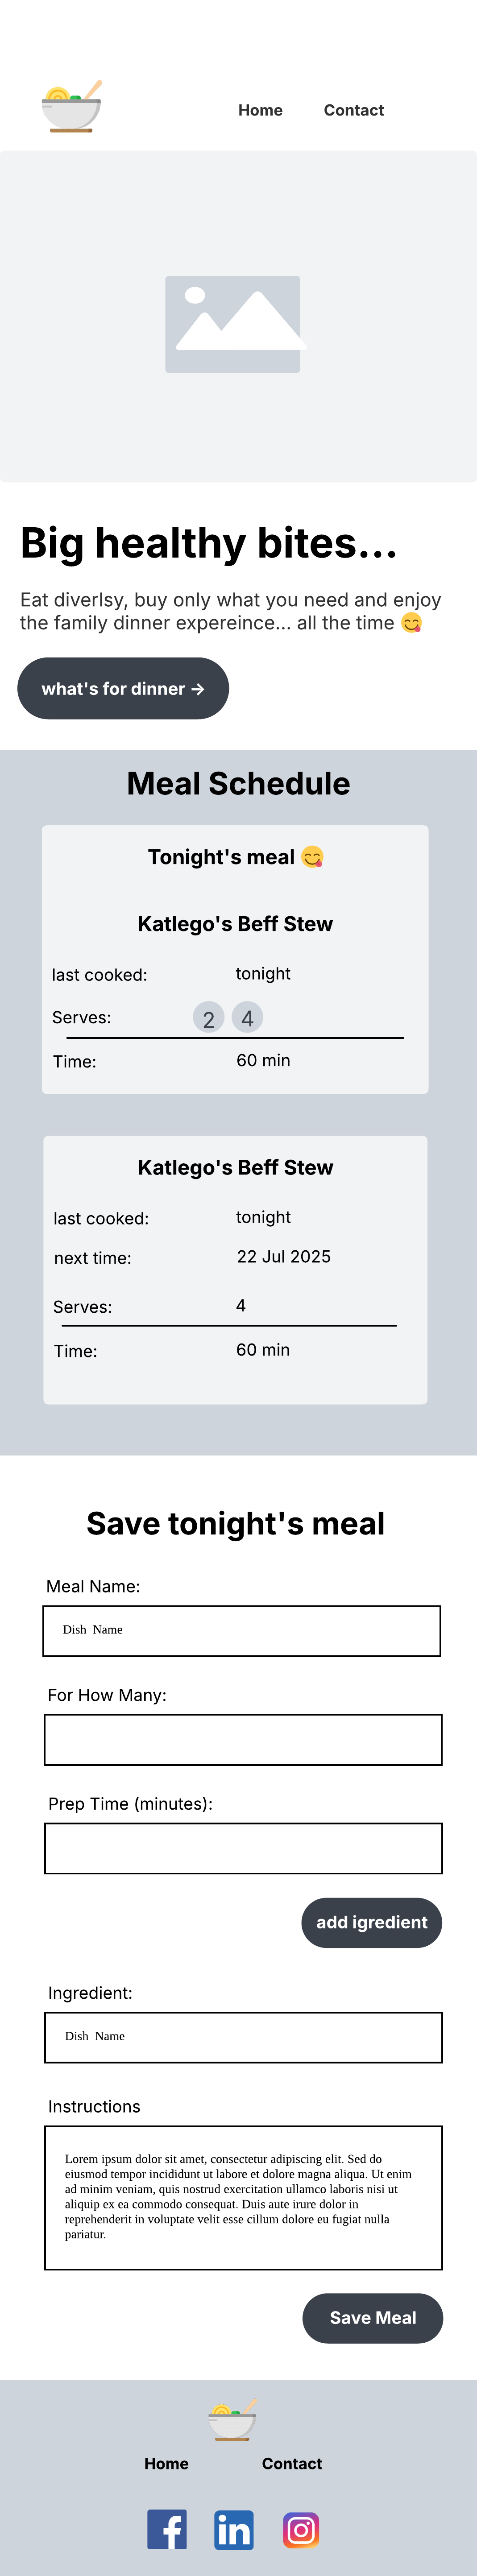 Home Contact
Big healthy bites...
Eat diverlsy, buy only what you need and enjoy
the family dinner expereince... all the time 😋
what's for dinner →
Meal Schedule
Tonight's meal 😋
Katlego's Beff Stew
last cooked: tonight
Serves: 2 4
Time: 60 min
Katlego's Beff Stew
last cooked: tonight
next time: 22 Jul 2025
Serves: 4
Time: 60 min
Save tonight's meal
Meal Name:
Dish Name
For How Many:
Prep Time (minutes):
add igredient
Ingredient:
Dish Name
Instructions
Lorem ipsum dolor sit amet, consectetur adipiscing elit. Sed do
eiusmod tempor incididunt ut labore et dolore magna aliqua. Ut enim
ad minim veniam, quis nostrud exercitation ullamco laboris nisi ut
aliquip ex ea commodo consequat. Duis aute irure dolor in
reprehenderit in voluptate velit esse cillum dolore eu fugiat nulla
pariatur.
Save Meal
Home Contact
f in